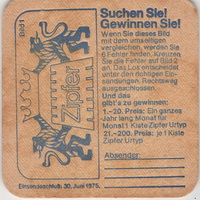 Suchen Sie!
Gewinnen Sie!
Wenn Sie dieses Bild
mit dem umseitigen
vergleichen, werden Sie
6 Fehler finden. Kreuzen
Sie die Fehler auf Bild 2
an. Das Los entscheidet
unter den richtigen Ein-
sendungen. Rechtsweg
ausgeschlossen.
Und das
gibt's zu gewinnen:
1. Preis: Ein ganzes
Jahr lang Monat für
Monat 1 Kiste Zipfer Urtyp
21.-200. Preis: je 1 Kiste
Zipfer Urtyp
Absender:
Bild 1
Zipfer
Einsendeschluß: 30. Juni 1975.